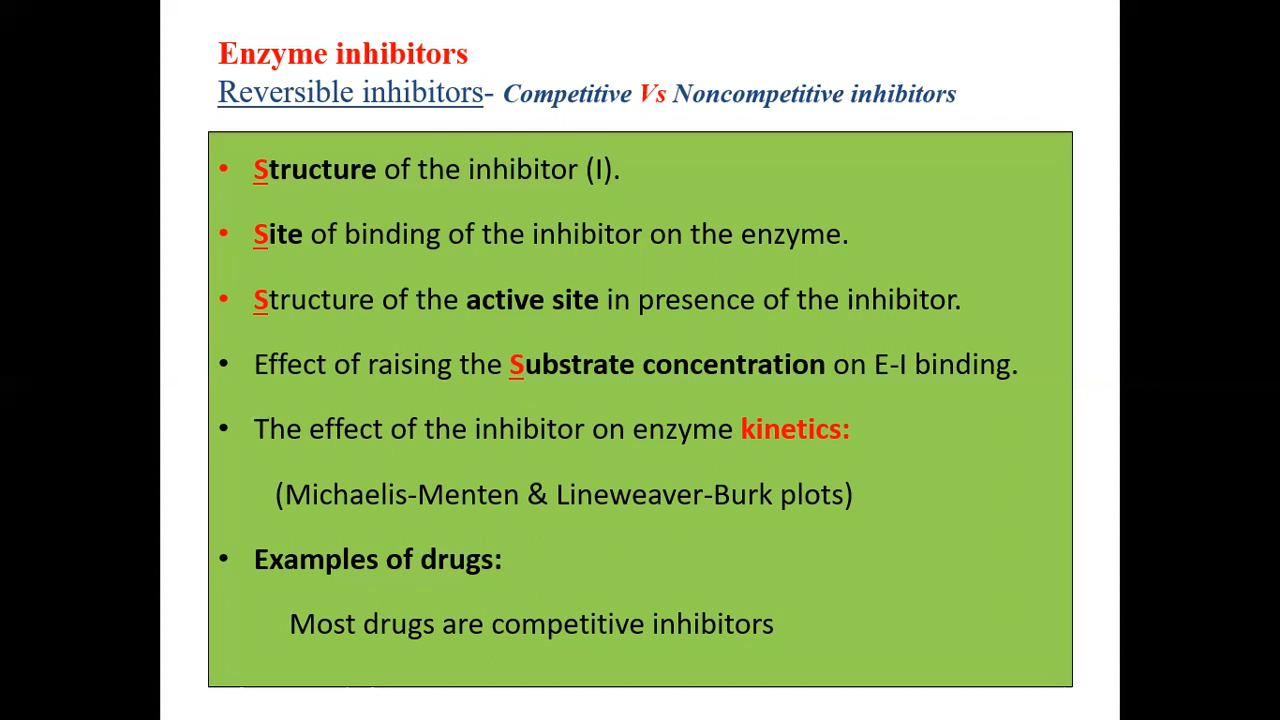 Enzyme inhibitors
Reversible inhibitors- Competitive Vs Noncompetitive inhibitors
• Structure of the inhibitor (I).
• Site of binding of the inhibitor on the enzyme.
• Structure of the active site in presence of the inhibitor.
• Effect of raising the Substrate concentration on E-I binding.
• The effect of the inhibitor on enzyme kinetics:
(Michaelis-Menten & Lineweaver-Burk plots)
• Examples of drugs:
Most drugs are competitive inhibitors